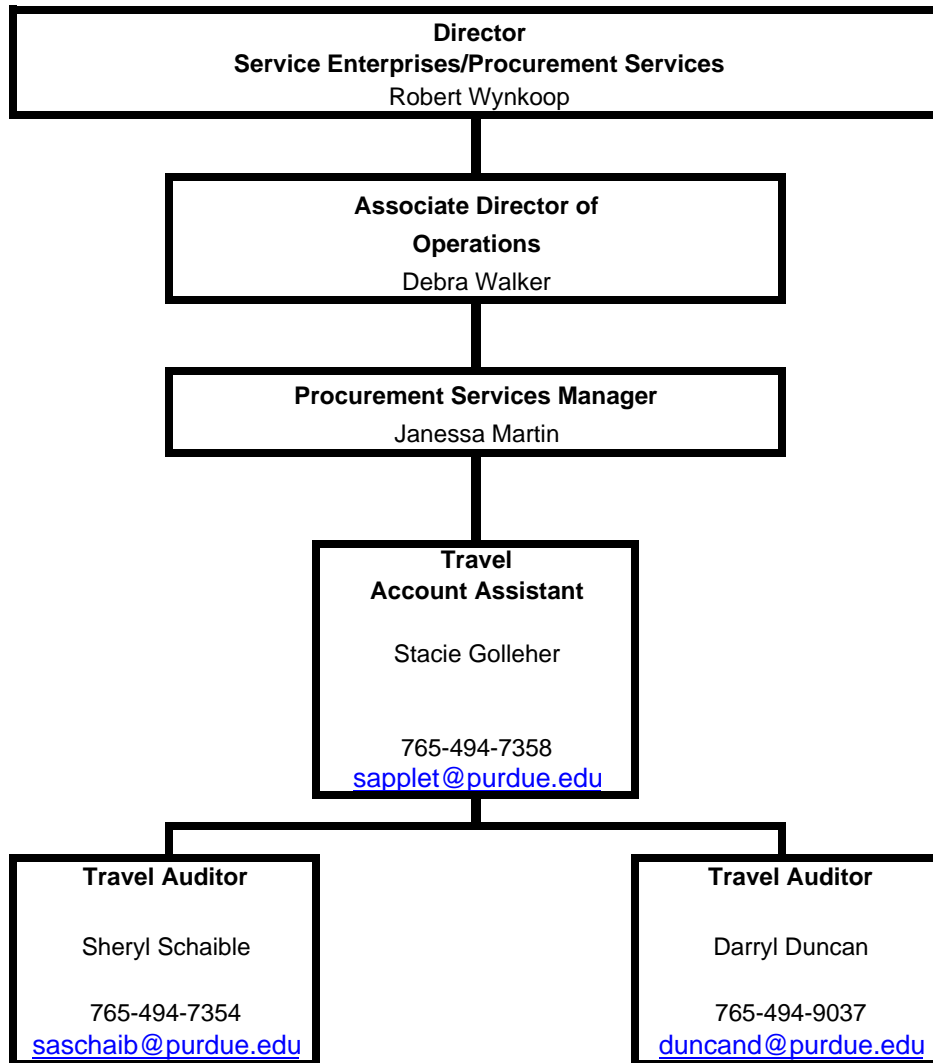 Director
Service Enterprises/Procurement Services
Robert Wynkoop
Associate Director of
Operations
Debra Walker
Procurement Services Manager
Janessa Martin
Travel
Account Assistant
Stacie Golleher
765-494-7358
sapplet@purdue.edu
Travel Auditor
Sheryl Schaible
765-494-7354
saschaib@purdue.edu
Travel Auditor
Darryl Duncan
765-494-9037
duncand@purdue.edu